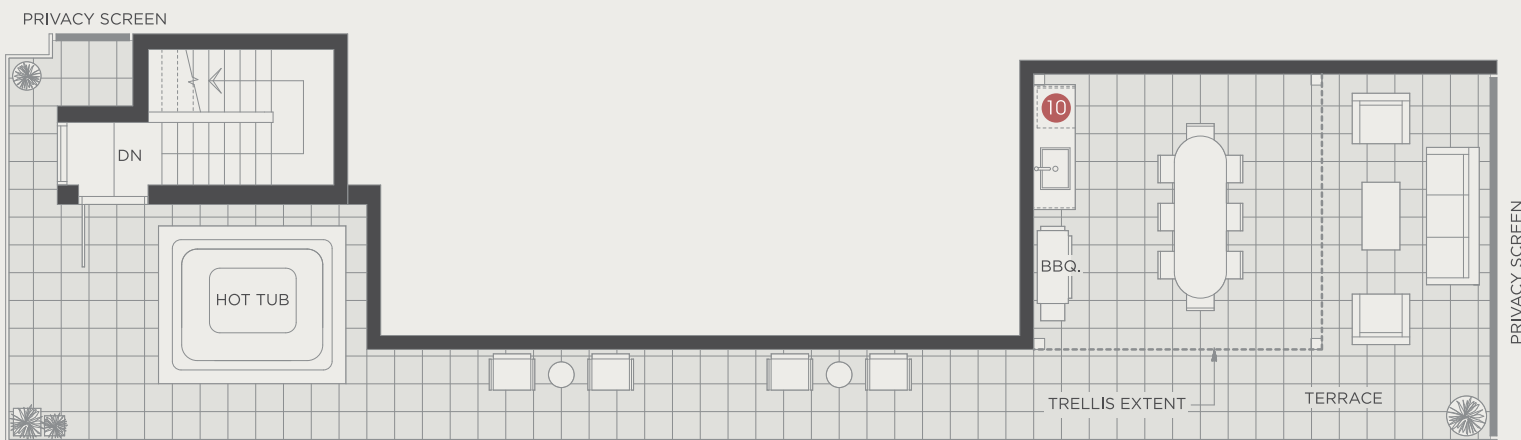 PRIVACY SCREEN
DN
HOT TUB
10
BBQ.
TRELLIS EXTENT
TERRACE
PRIVACY SCREEN